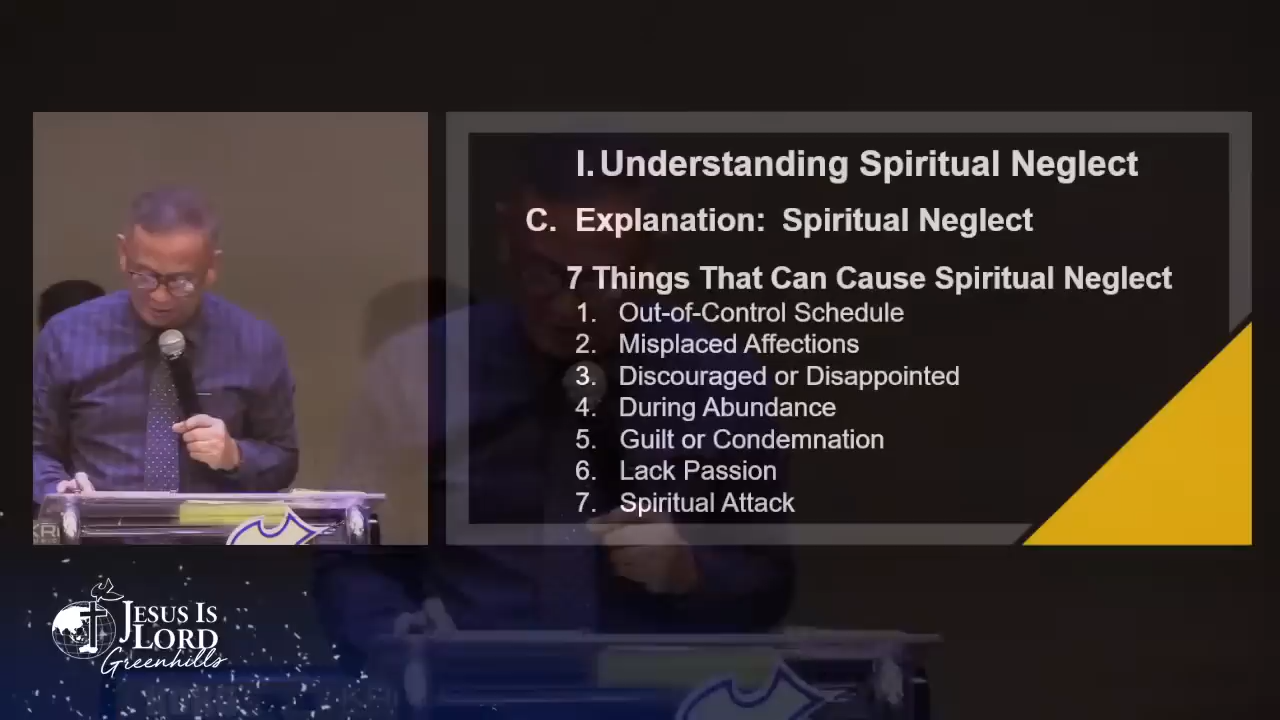 I. Understanding Spiritual Neglect
C. Explanation: Spiritual Neglect
7 Things That Can Cause Spiritual Neglect
1. Out-of-Control Schedule
2. Misplaced Affections
3. Discouraged or Disappointed
4. During Abundance
5. Guilt or Condemnation
6. Lack Passion
7. Spiritual Attack
JESUS IS
LORD
Greenhills